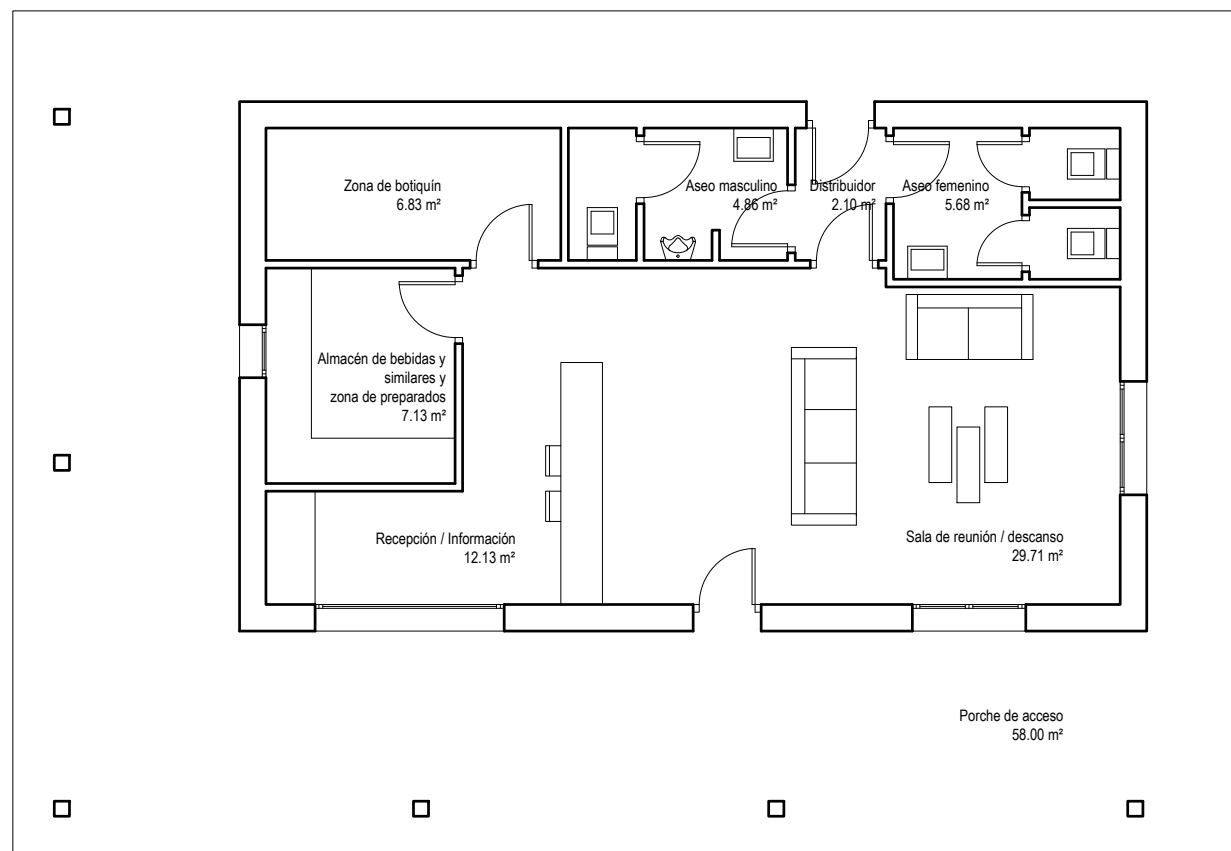 Zona de botiquín
6.83 m²
Aseo masculino
4.86 m²
Distribuidor
2.10 m²
Aseo femenino
5.68 m²
Almacén de bebidas y
similares y
zona de preparados
7.13 m²
Recepción / Información
12.13 m²
Sala de reunión / descanso
29.71 m²
Porche de acceso
58.00 m²